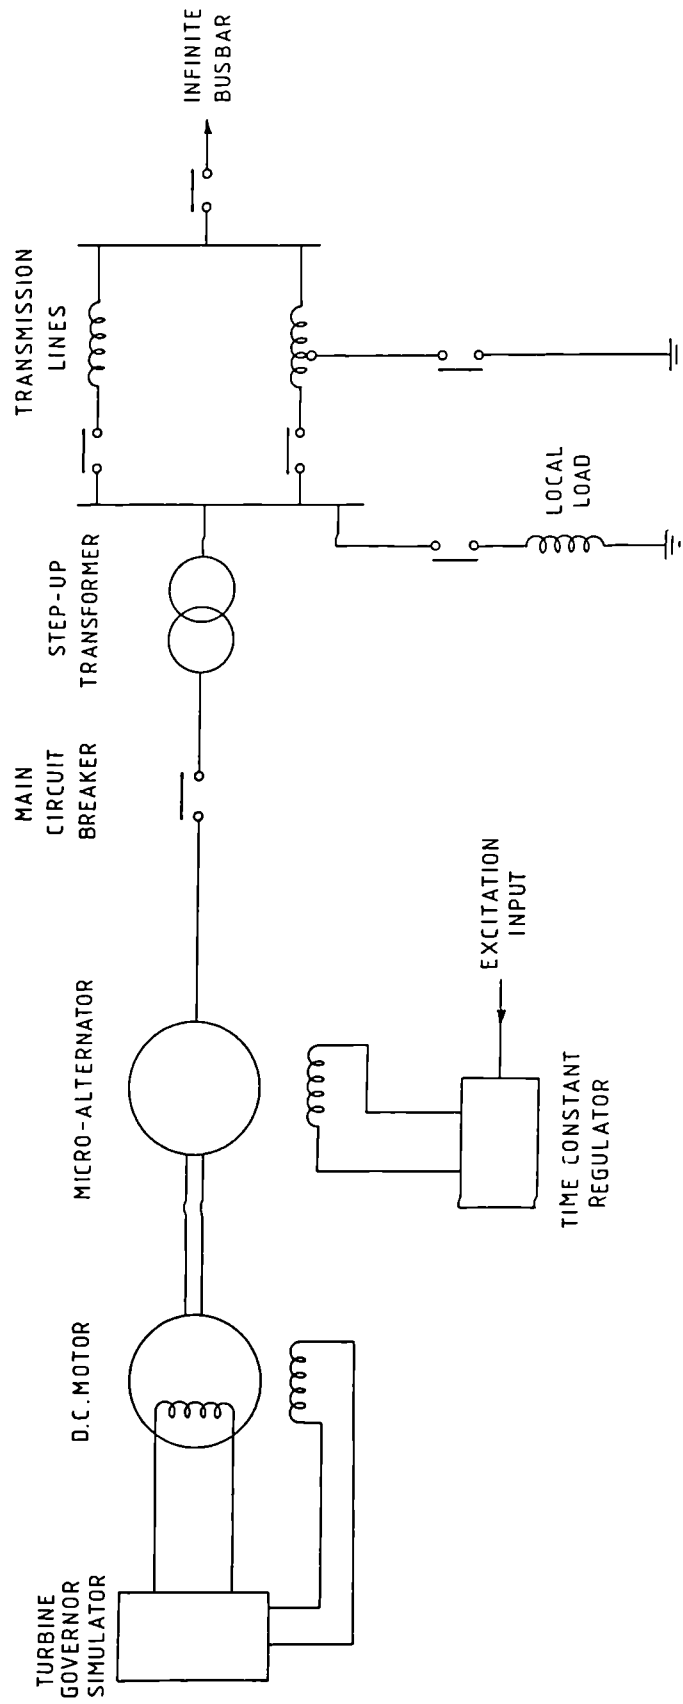 TURBINE
GOVERNOR
SIMULATOR
D.C. MOTOR
MICRO-ALTERNATOR
MAIN
CIRCUIT
BREAKER
STEP-UP
TRANSFORMER
TRANSMISSION
LINES
INFINITE
BUSBAR
LOCAL
LOAD
EXCITATION
INPUT
TIME CONSTANT
REGULATOR